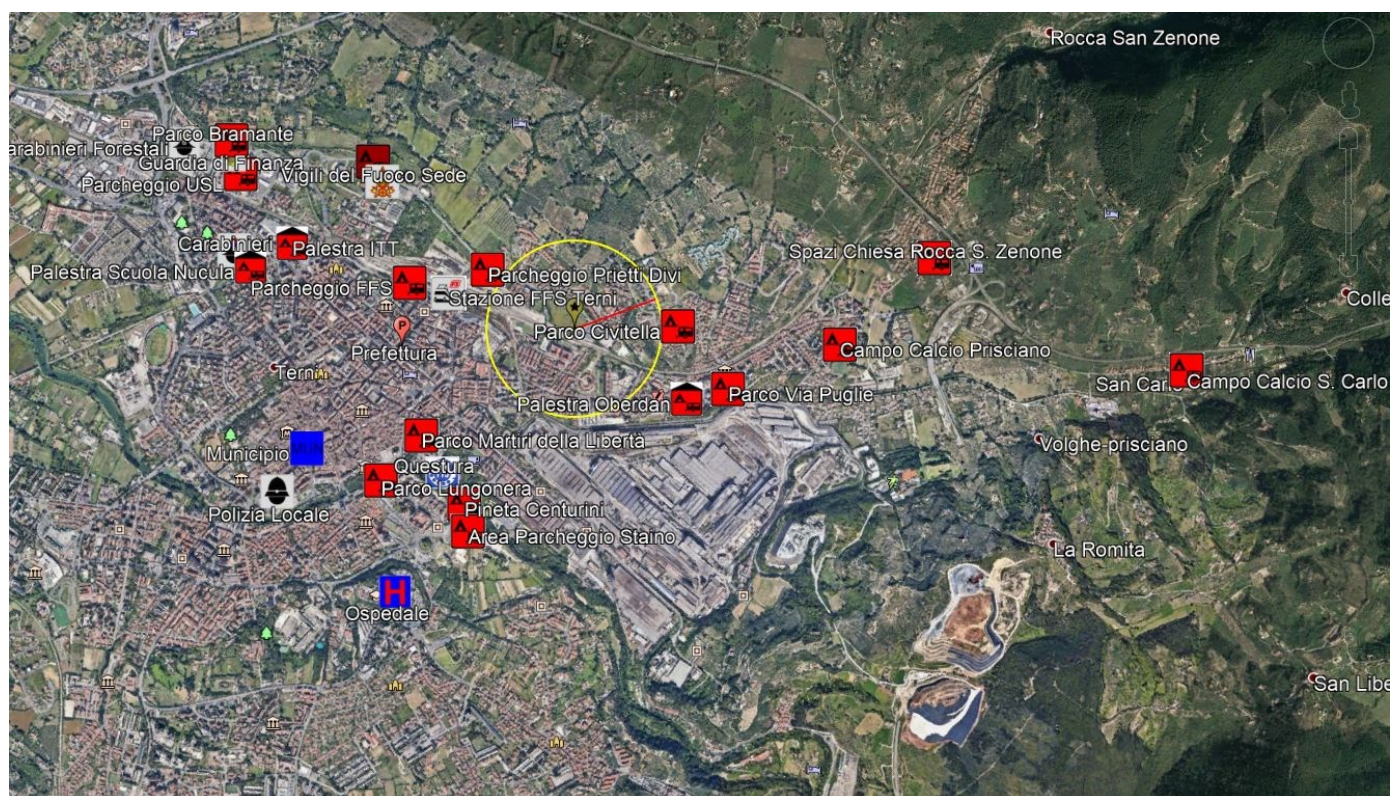 Rocca San Zenone
Parco Bramante
arabinieri Forestali
Guardia di Finanza
Vigili del Fuoco Sede
Parcheggio USL
Carabinieri
Palestra ITT
Spazi Chiesa Rocca S. Zenone
Palestra Scuola Nucula
Parcheggio Prietti Divi
Parcheggio FFS
Stazione FFS Terni
Colle
Parco Civitella
P
Prefettura
Campo Calcio Prisciano
Terni
San Carlo
Campo Calcio S. Carlo
Parco Via Puglie
Palestra Oberdan
Parco Martiri della Libertà
Volghe-prisciano
Municipio
MUN
Questura
Parco Lungonera
Polizia Locale
Pineta Centurini
Area Parcheggio Staino
La Romita
H
Ospedale
San Libe